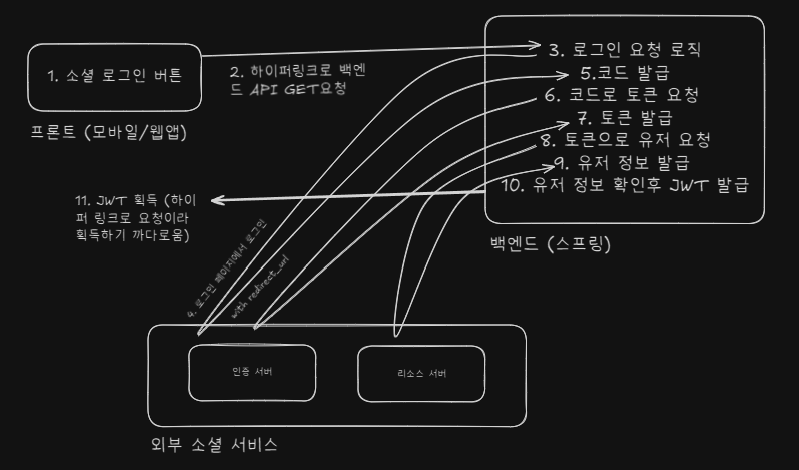 1. 소셜 로그인 버튼
프론트 (모바일/웹앱)
2. 하이퍼링크로 백엔
드 API GET요청
3. 로그인 요청 로직
5.코드 발급
6. 코드로 토큰 요청
7. 토큰 발급
8. 토큰으로 유저 요청
9. 유저 정보 발급
10. 유저 정보 확인후 JWT 발급
백엔드 (스프링)
11. JWT 획득 (하이
퍼 링크로 요청이라
획득하기 까다로움)
4. 로그인 페이지에서 로그인
with redirect_url
인증 서버
리소스 서버
외부 소셜 서비스